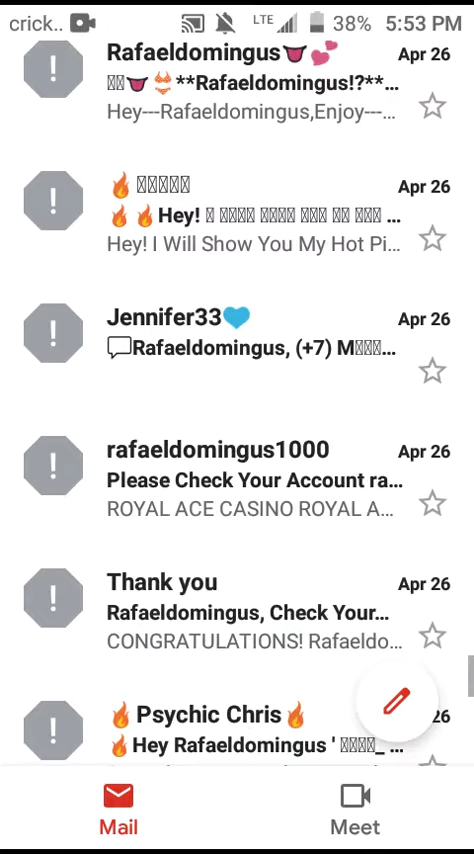 crick.. LTE 38% 5:53 PM
Rafaeldomingus👅💕 Apr 26
👅👙**Rafaeldomingus!?**...
Hey---Rafaeldomingus,Enjoy---...
🔥 Apr 26
🔥🔥Hey! ...
Hey! I Will Show You My Hot Pi...
Jennifer33💙 Apr 26
Rafaeldomingus, (+7) M...
rafaeldomingus1000 Apr 26
Please Check Your Account ra...
ROYAL ACE CASINO ROYAL A...
Thank you Apr 26
Rafaeldomingus, Check Your...
CONGRATULATIONS! Rafaeldo...
🔥Psychic Chris🔥 26
🔥Hey Rafaeldomingus ' _ ...
Mail
Meet